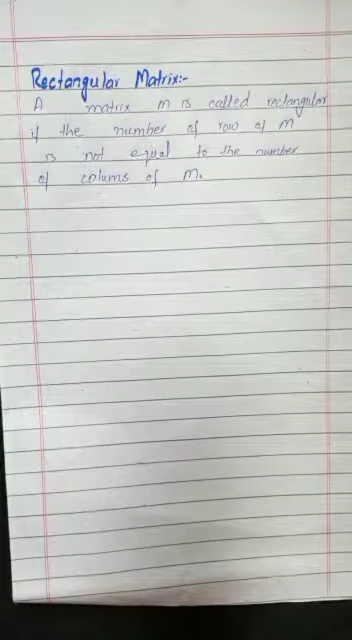 Rectangular Matrix:-
A matrix m is called rectangular
if the number of row of m
is not equal to the number
of colums of m.